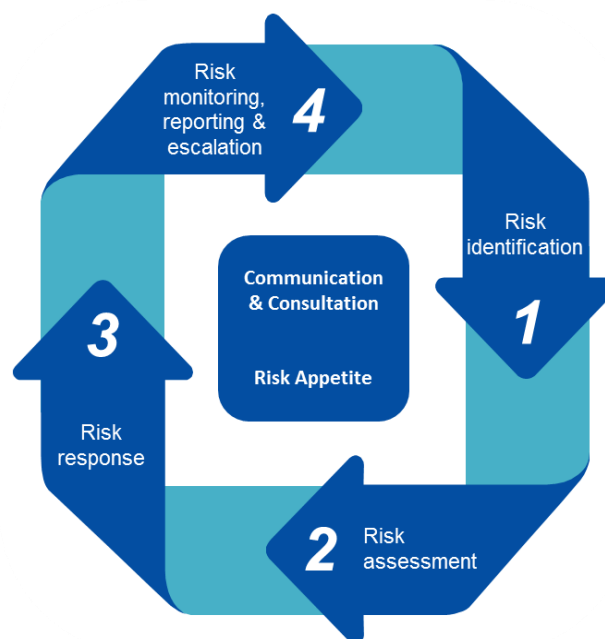 Risk
monitoring,
reporting &
escalation
4
Risk
identification
1
Communication
& Consultation
Risk Appetite
3
Risk
response
2
Risk
assessment